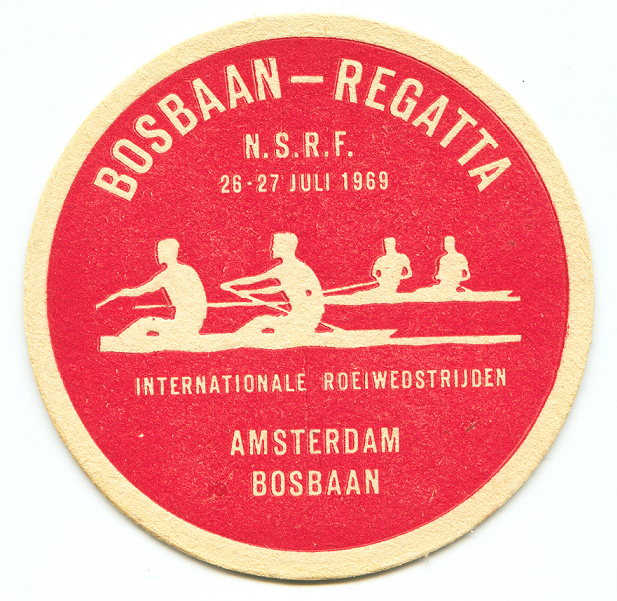 BOSBAAN – REGATTA
N.S.R.F.
26-27 JULI 1969
INTERNATIONALE ROEIWEDSTRIJDEN
AMSTERDAM
BOSBAAN